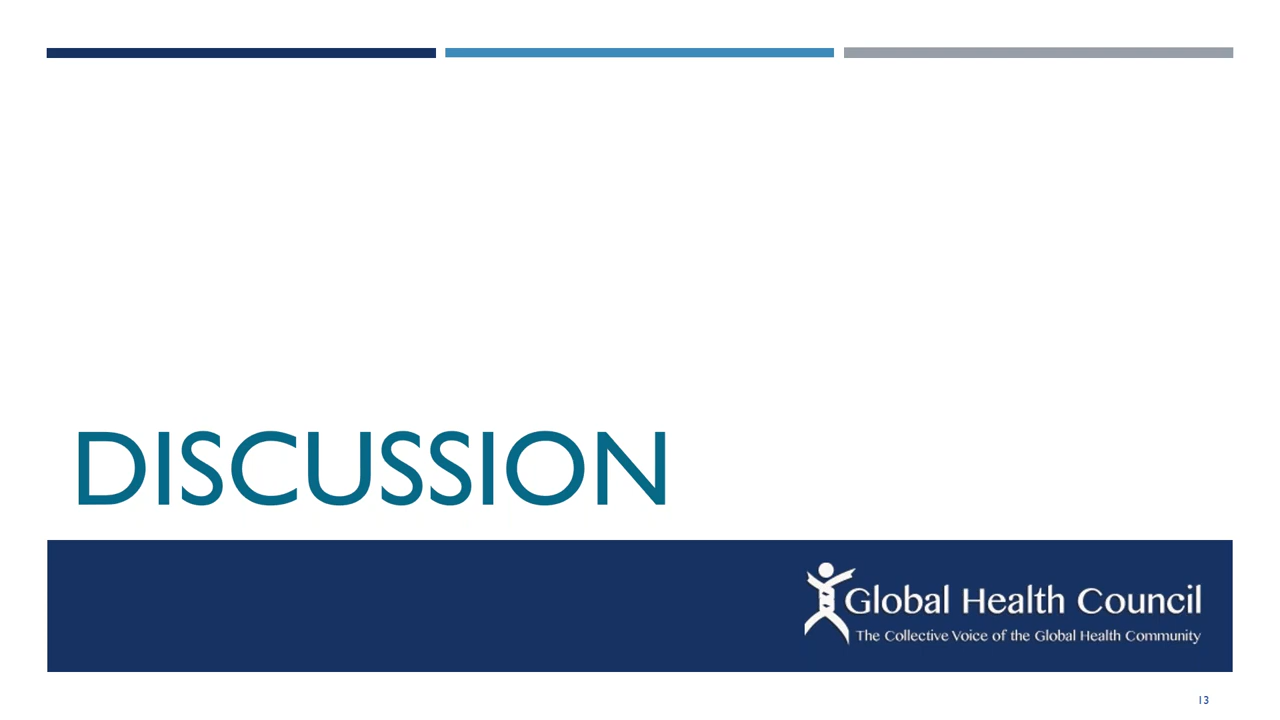 DISCUSSION
Global Health Council
The Collective Voice of the Global Health Community
13